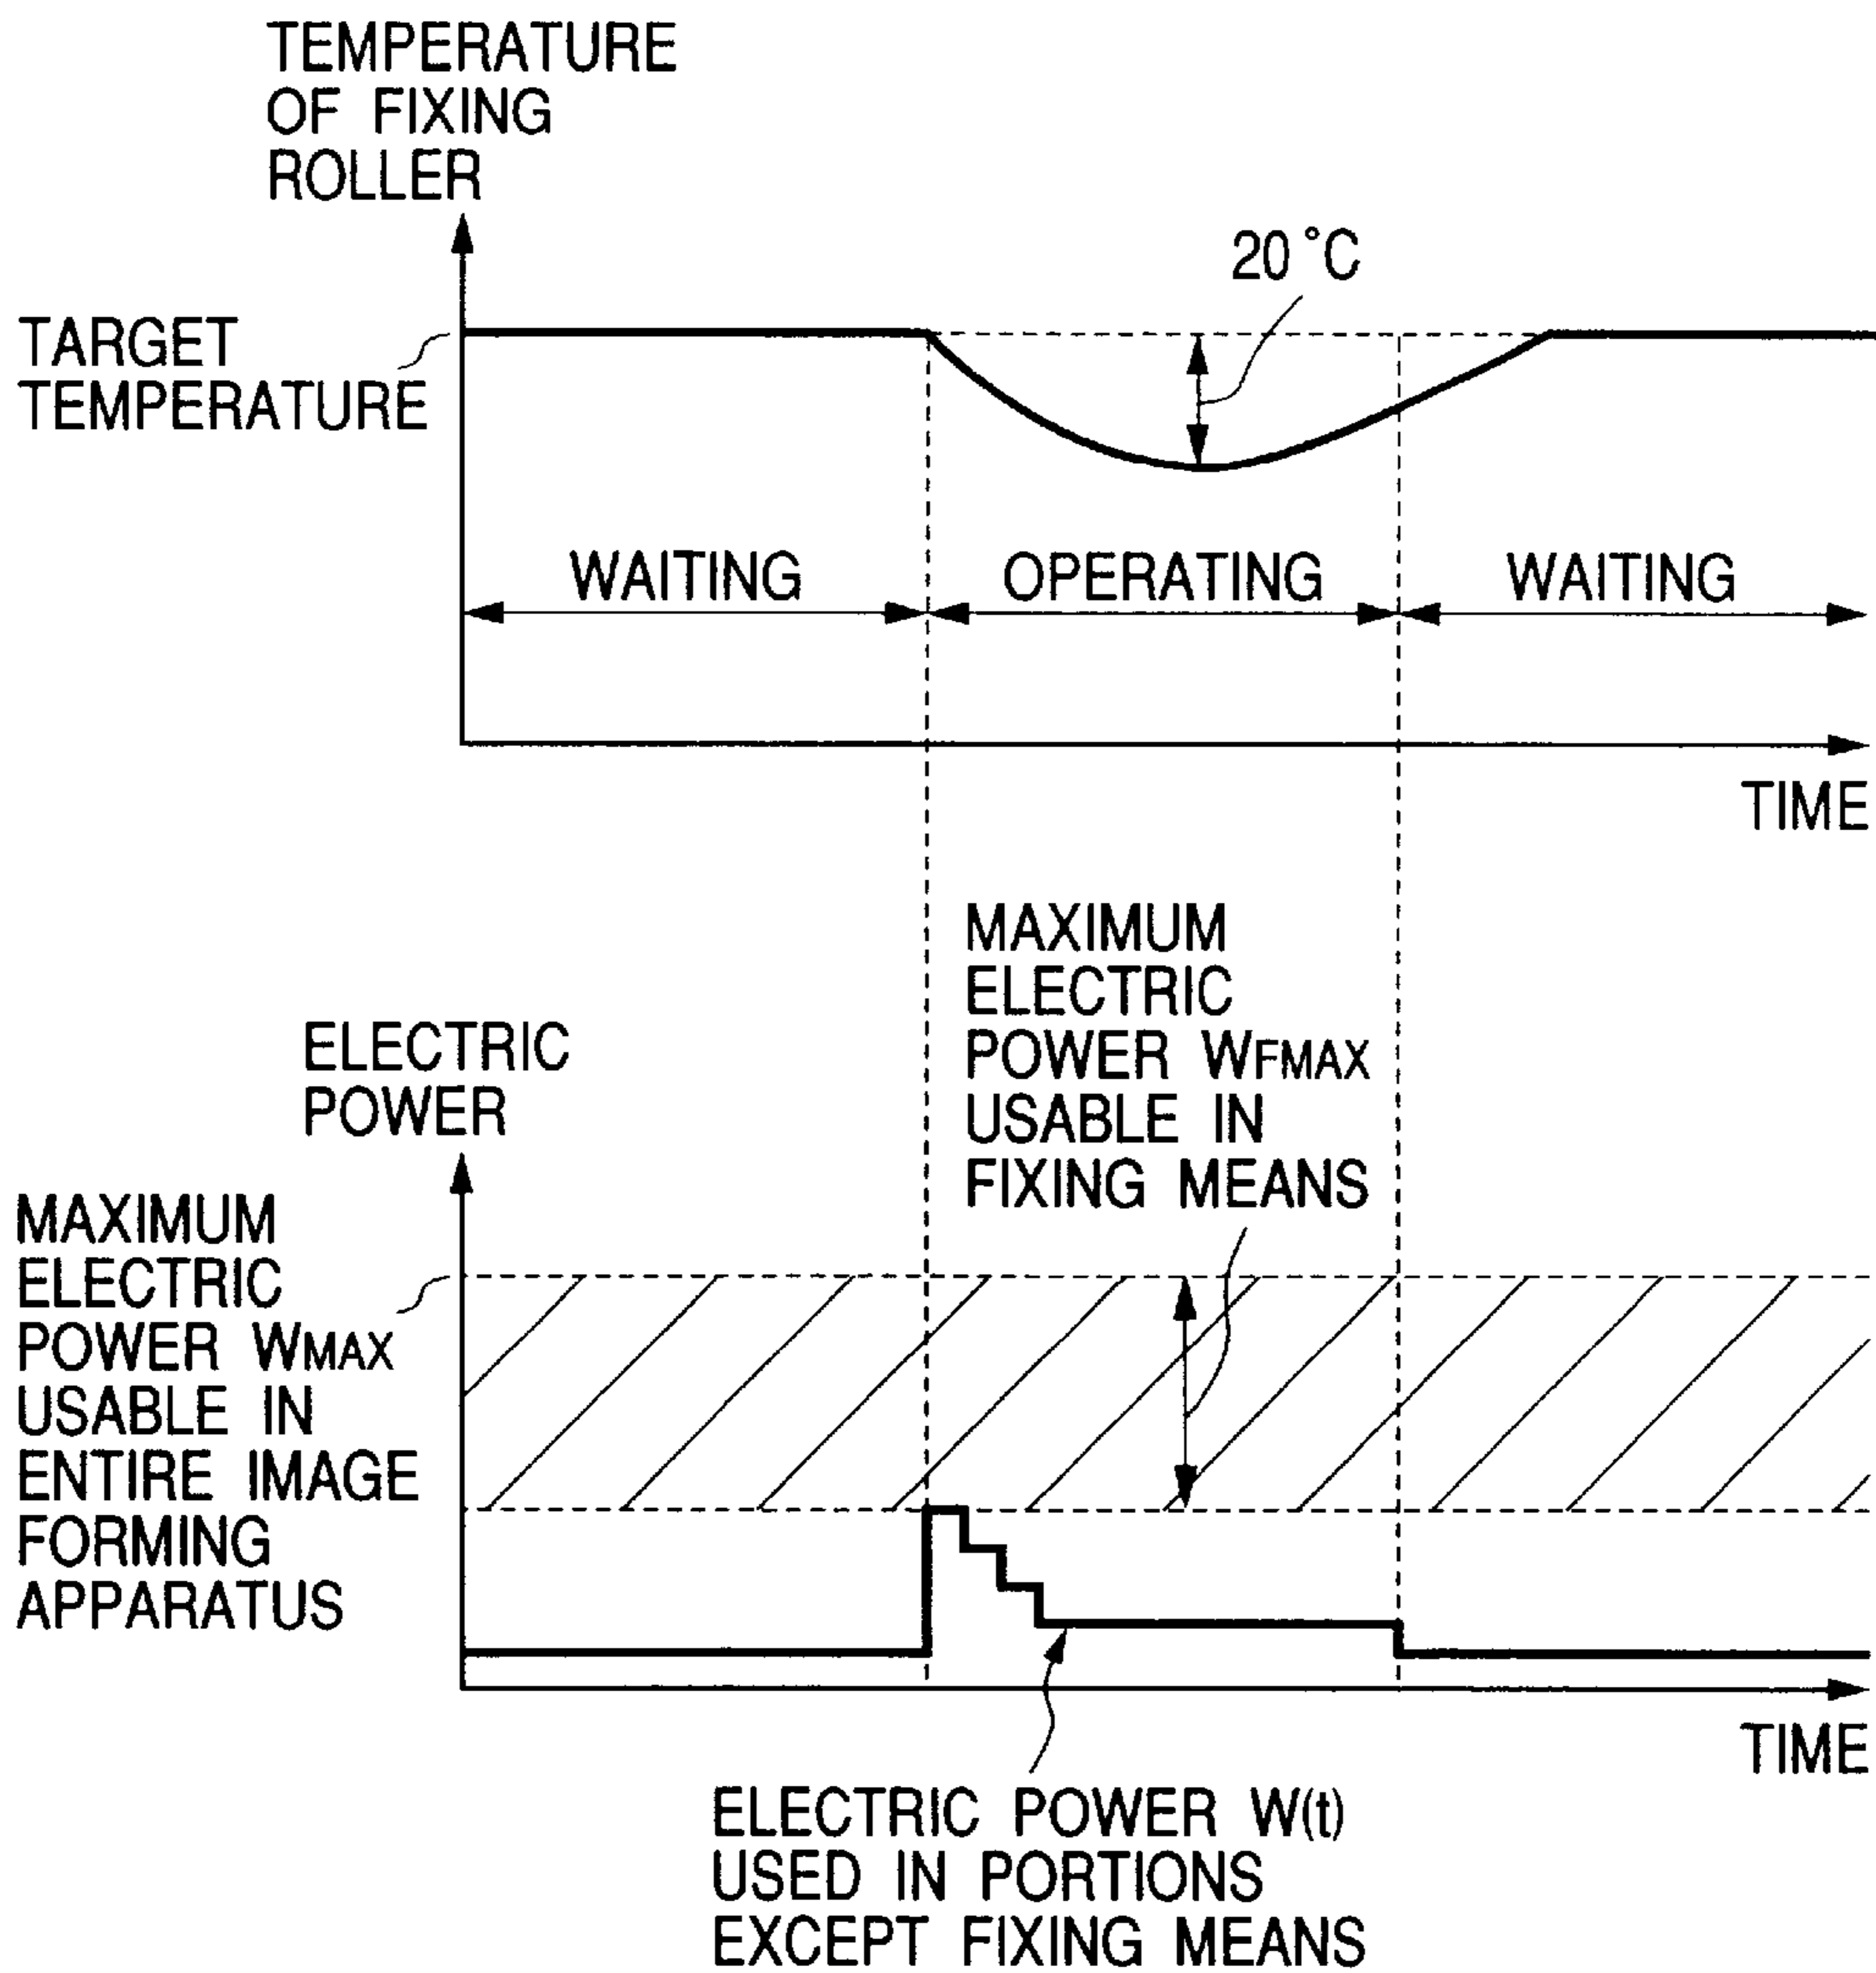 TEMPERATURE
OF FIXING
ROLLER
20°C
TARGET
TEMPERATURE
WAITING
OPERATING
WAITING
TIME
MAXIMUM
ELECTRIC
POWER WFMAX
USABLE IN
FIXING MEANS
ELECTRIC
POWER
MAXIMUM
ELECTRIC
POWER WMAX
USABLE IN
ENTIRE IMAGE
FORMING
APPARATUS
TIME
ELECTRIC POWER W(t)
USED IN PORTIONS
EXCEPT FIXING MEANS